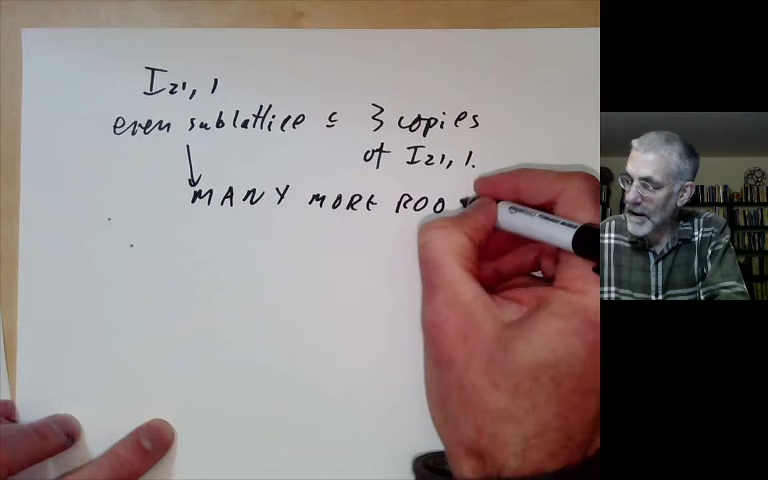 I21,1
even sublattice ⊆ 3 copies
of I21,1.
MANY MORE ROO